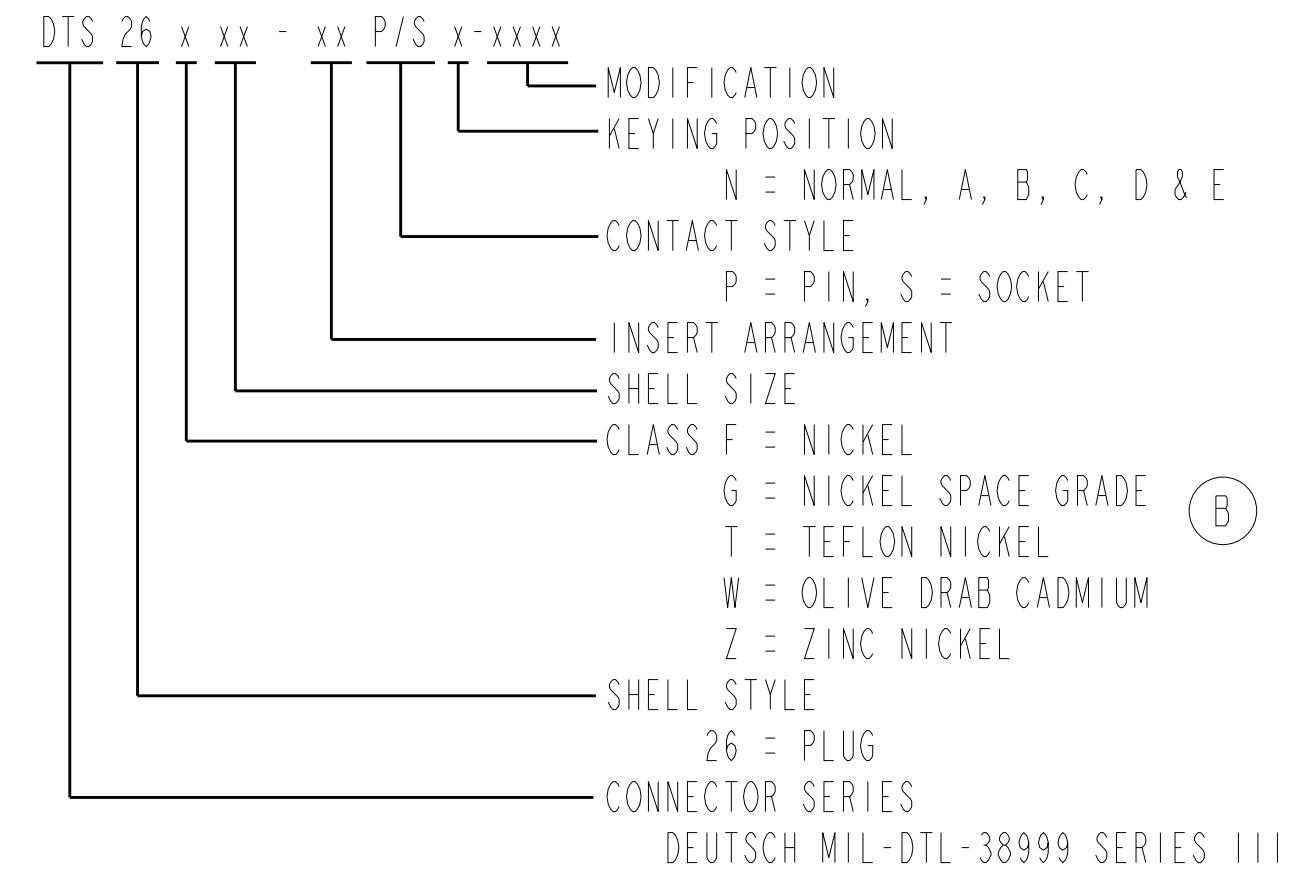 DTS 26 x xx - xx P/S x-xxxx
MODIFICATION
KEYING POSITION
N = NORMAL, A, B, C, D & E
CONTACT STYLE
P = PIN, S = SOCKET
INSERT ARRANGEMENT
SHELL SIZE
CLASS F = NICKEL
G = NICKEL SPACE GRADE
B
T = TEFLON NICKEL
W = OLIVE DRAB CADMIUM
Z = ZINC NICKEL
SHELL STYLE
26 = PLUG
CONNECTOR SERIES
DEUTSCH MIL-DTL-38999 SERIES III